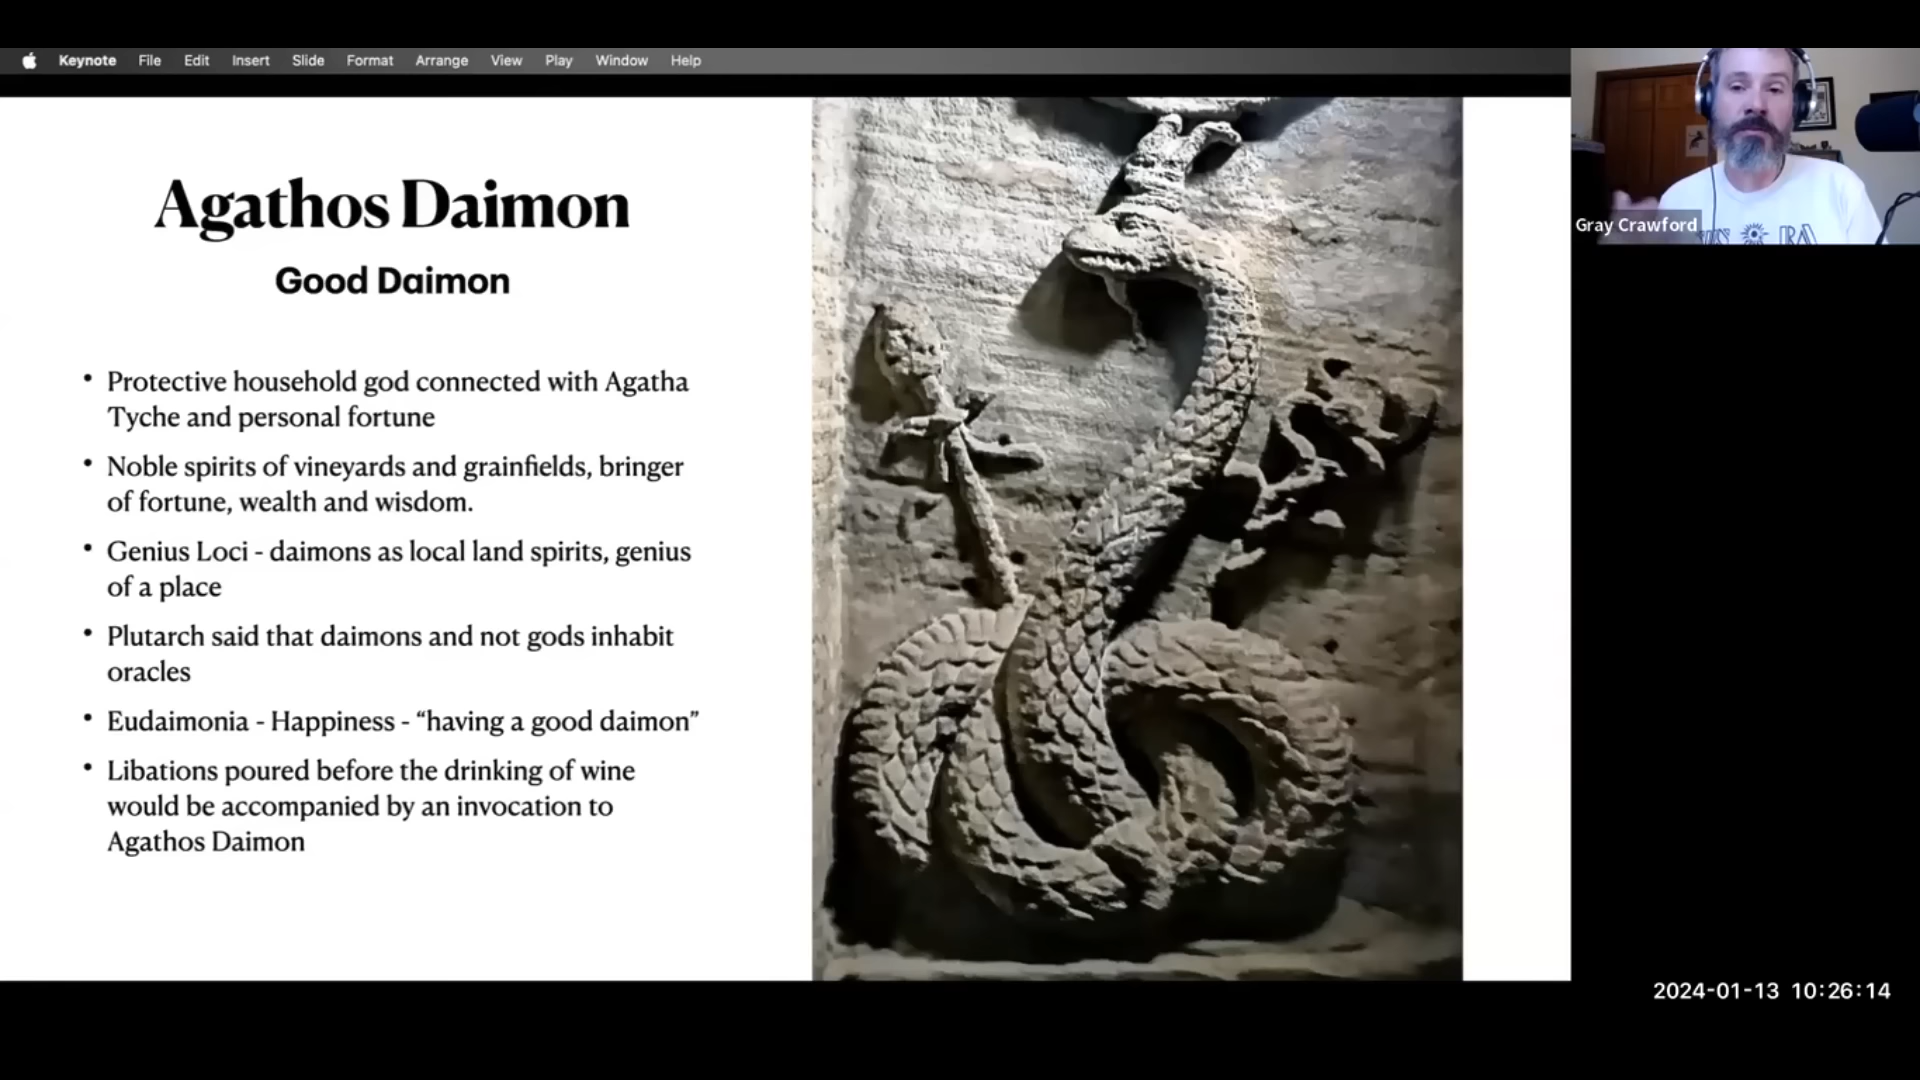 Keynote File Edit Insert Slide Format Arrange View Play Window Help
Agathos Daimon
Good Daimon
• Protective household god connected with Agatha
Tyche and personal fortune
• Noble spirits of vineyards and grainfields, bringer
of fortune, wealth and wisdom.
• Genius Loci - daimons as local land spirits, genius
of a place
• Plutarch said that daimons and not gods inhabit
oracles
• Eudaimonia - Happiness - “having a good daimon”
• Libations poured before the drinking of wine
would be accompanied by an invocation to
Agathos Daimon
Gray Crawford
2024-01-13 10:26:14